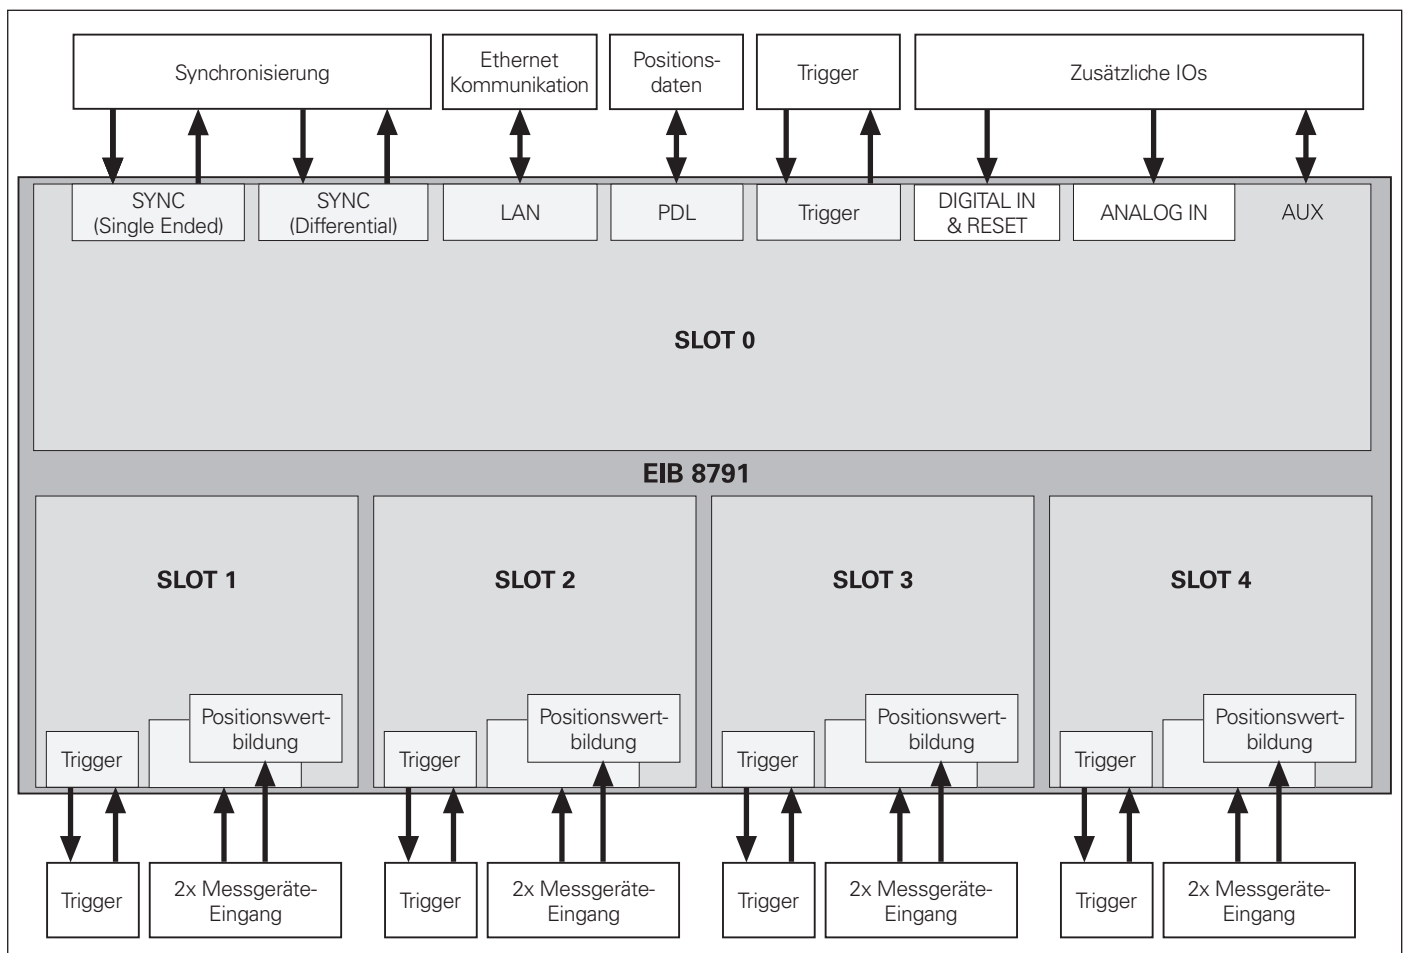 Synchronisierung
Ethernet
Kommunikation
Positions-
daten
Trigger
Zusätzliche IOs
SYNC
(Single Ended)
SYNC
(Differential)
LAN
PDL
Trigger
DIGITAL IN
& RESET
ANALOG IN
AUX
SLOT 0
EIB 8791
SLOT 1
SLOT 2
SLOT 3
SLOT 4
Trigger
Positionswert-
bildung
Trigger
Positionswert-
bildung
Trigger
Positionswert-
bildung
Trigger
Positionswert-
bildung
Trigger
2x Messgeräte-
Eingang
Trigger
2x Messgeräte-
Eingang
Trigger
2x Messgeräte-
Eingang
Trigger
2x Messgeräte-
Eingang